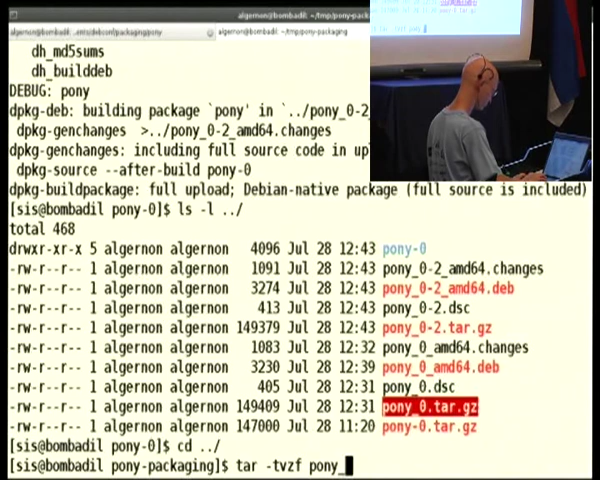 algernon@bombadil: ~/tmp/pony-pack
algernon@bombadil: ~/tmp/pony-packaging
dh_md5sums
dh_builddeb
DEBUG: pony
dpkg-deb: building package `pony' in `../pony_0-2_
dpkg-genchanges >../pony_0-2_amd64.changes
dpkg-genchanges: including full source code in upl
dpkg-source --after-build pony-0
dpkg-buildpackage: full upload; Debian-native package (full source is included)
[sis@bombadil pony-0]$ ls -l ../
total 468
drwxr-xr-x 5 algernon algernon 4096 Jul 28 12:43 pony-0
-rw-r--r-- 1 algernon algernon 1091 Jul 28 12:43 pony_0-2_amd64.changes
-rw-r--r-- 1 algernon algernon 3274 Jul 28 12:43 pony_0-2_amd64.deb
-rw-r--r-- 1 algernon algernon 413 Jul 28 12:43 pony_0-2.dsc
-rw-r--r-- 1 algernon algernon 149379 Jul 28 12:43 pony_0-2.tar.gz
-rw-r--r-- 1 algernon algernon 1083 Jul 28 12:32 pony_0_amd64.changes
-rw-r--r-- 1 algernon algernon 3230 Jul 28 12:39 pony_0_amd64.deb
-rw-r--r-- 1 algernon algernon 405 Jul 28 12:31 pony_0.dsc
-rw-r--r-- 1 algernon algernon 149409 Jul 28 12:31 pony_0.tar.gz
-rw-r--r-- 1 algernon algernon 147000 Jul 28 11:20 pony-0.tar.gz
[sis@bombadil pony-0]$ cd ../
[sis@bombadil pony-packaging]$ tar -tvzf pony_